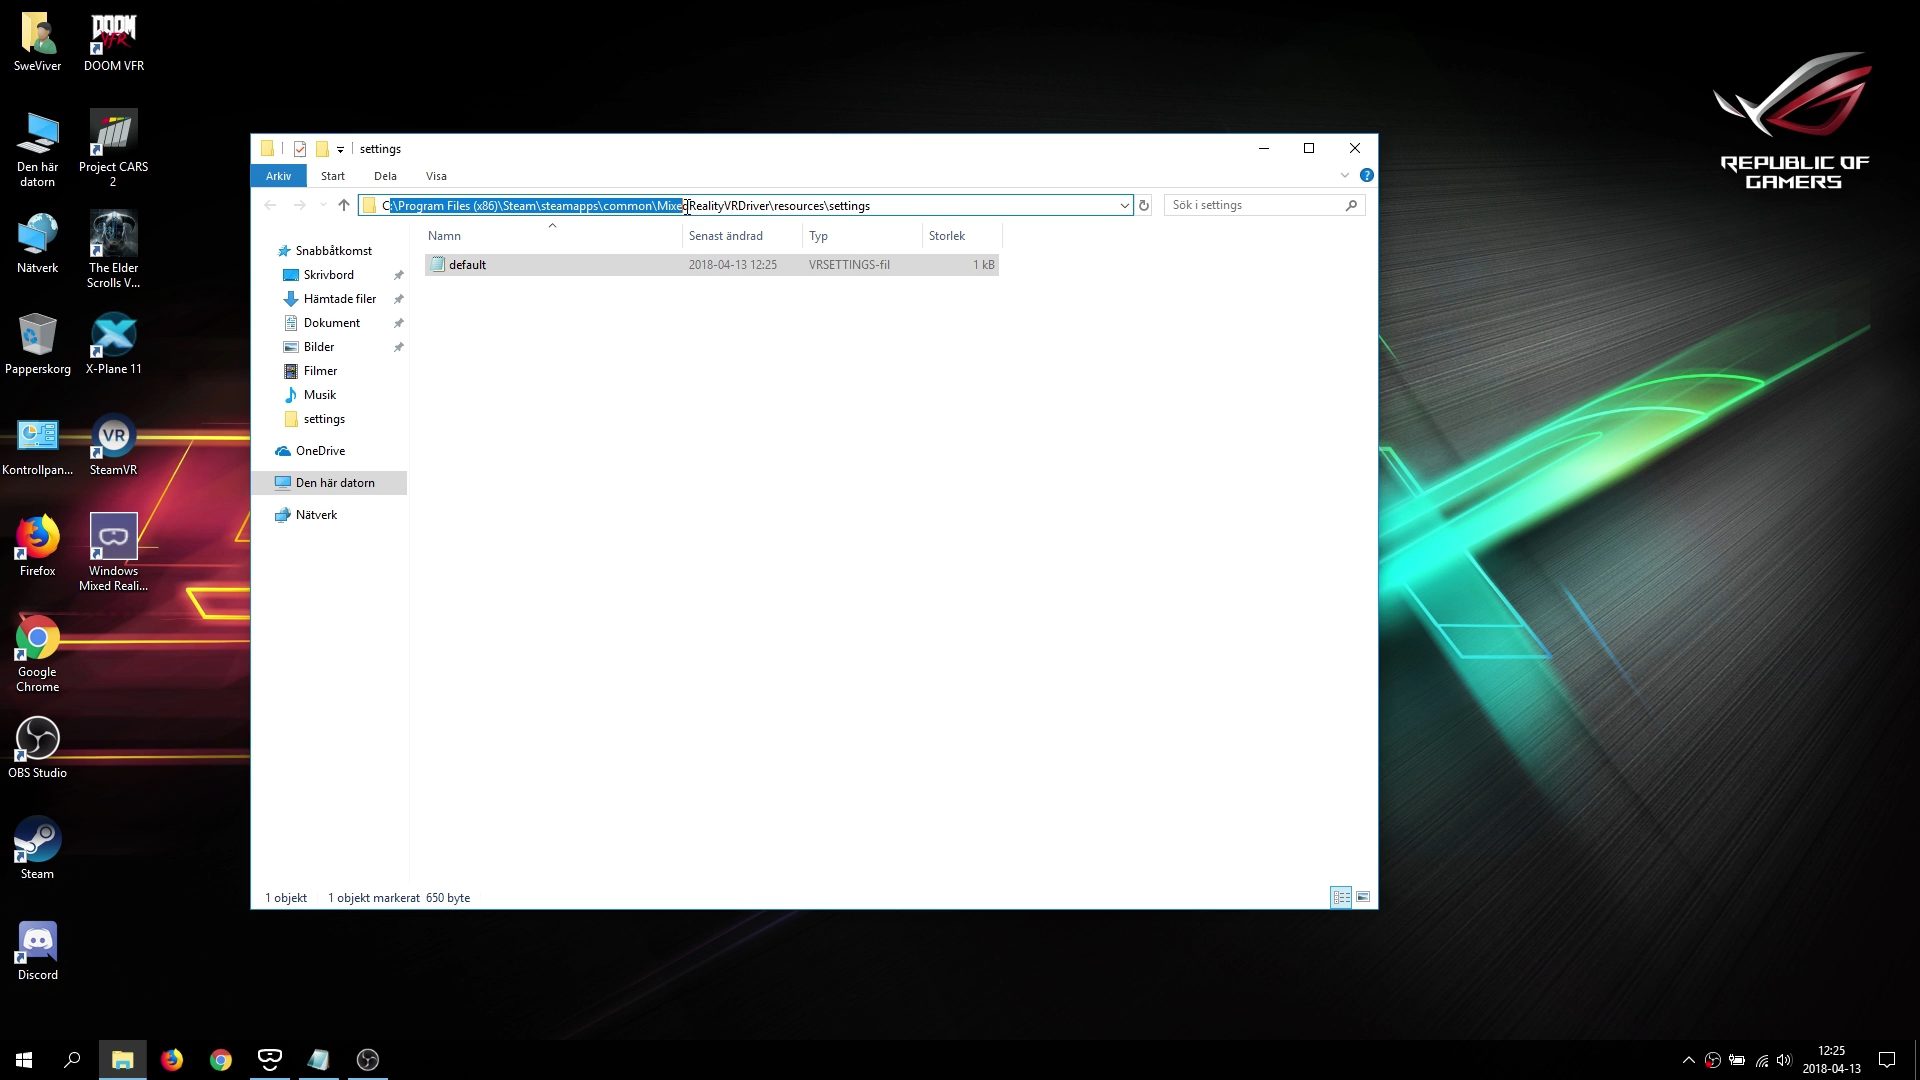 SweViver
DOOM VFR
DOOM
VFR
Den här
datorn
Project CARS
2
Nätverk
The Elder
Scrolls V...
Papperskorg
X-Plane 11
Kontrollpan...
VR
SteamVR
Firefox
Windows
Mixed Reali...
Google
Chrome
OBS Studio
Steam
Discord
REPUBLIC OF
GAMERS
settings
Arkiv
Start
Dela
Visa
?
C:\Program Files (x86)\Steam\steamapps\common\MixedRealityVRDriver\resources\settings
Sök i settings
Namn
Senast ändrad
Typ
Storlek
default
2018-04-13 12:25
VRSETTINGS-fil
1 kB
Snabbåtkomst
Skrivbord
Hämtade filer
Dokument
Bilder
Filmer
Musik
settings
OneDrive
Den här datorn
Nätverk
1 objekt
1 objekt markerat 650 byte
12:25
2018-04-13